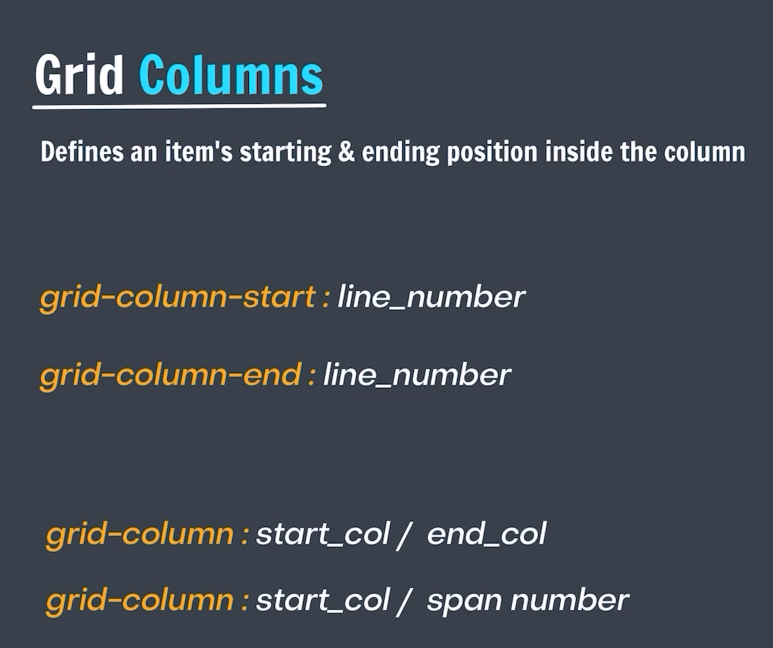 Grid Columns
Defines an item's starting & ending position inside the column
grid-column-start : line_number
grid-column-end : line_number
grid-column : start_col / end_col
grid-column : start_col / span number